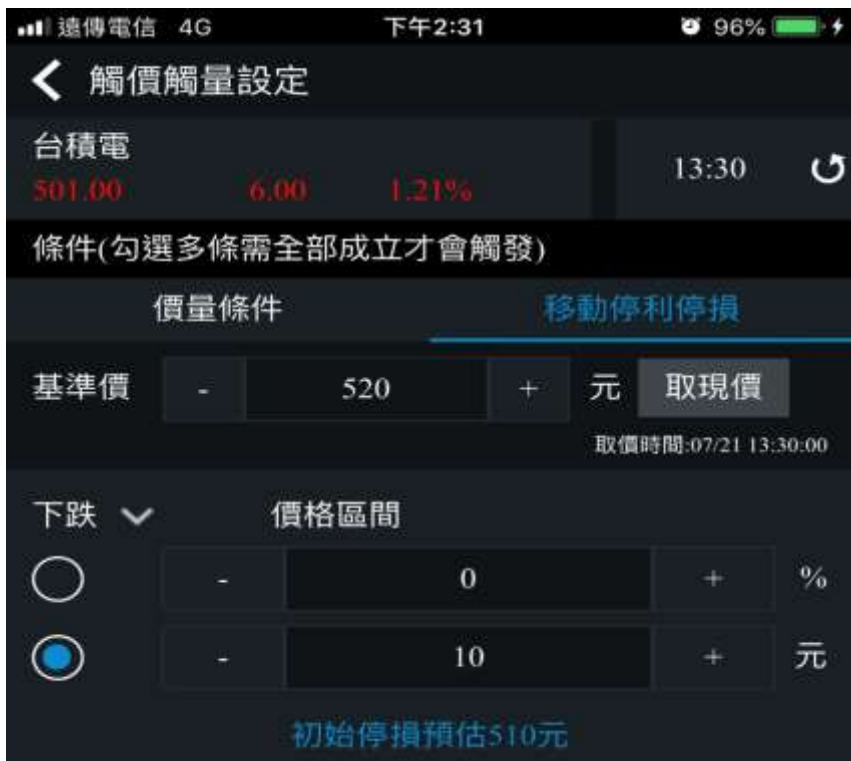 遠傳電信 4G 下午2:31 96%
觸價觸量設定
台積電
501.00 6.00 1.21% 13:30
條件(勾選多條需全部成立才會觸發)
價量條件 移動停利停損
基準價 - 520 + 元 取現價
取價時間:07/21 13:30:00
下跌 價格區間
- 0 + %
- 10 + 元
初始停損預估510元